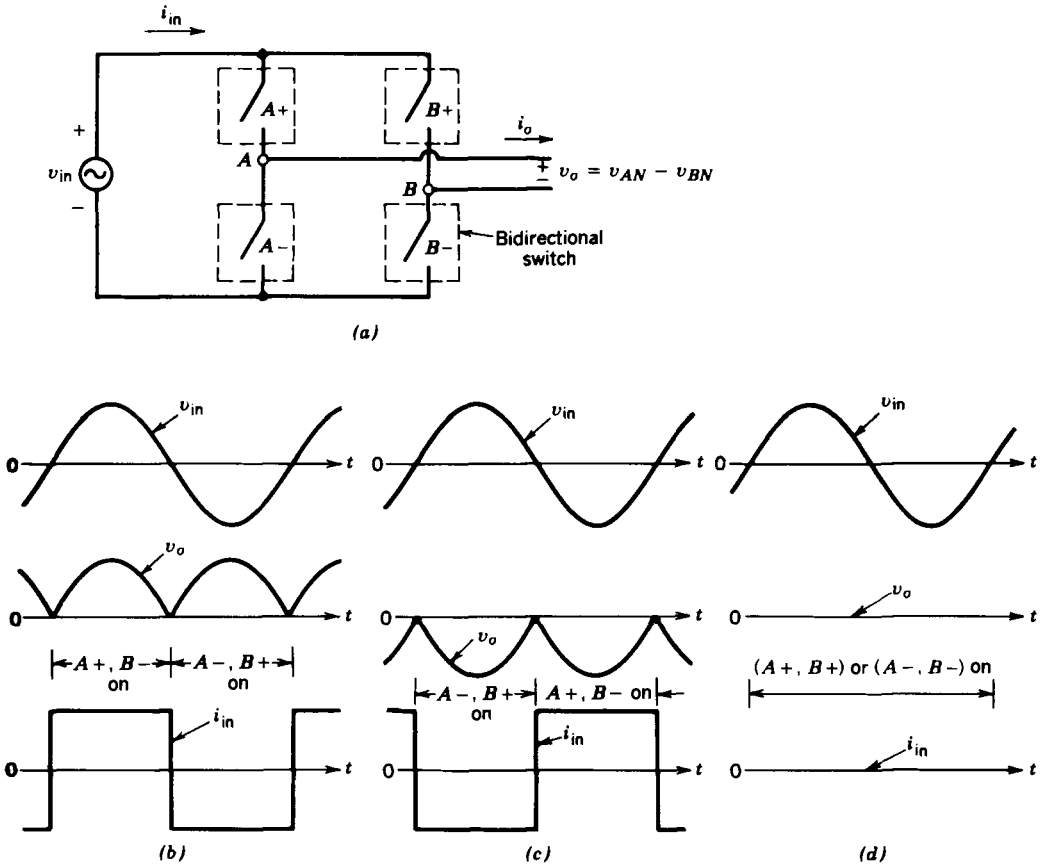 i_in
A+
B+
i_o
+
A
+
−
v_o = v_AN − v_BN
v_in
B
−
A−
B−
Bidirectional
switch
(a)
v_in
0
t
v_in
0
t
v_in
0
t
v_o
0
t
0
t
v_o
v_o
0
t
A+, B−
on
A−, B+
on
A−, B+
on
A+, B− on
(A+, B+) or (A−, B−) on
i_in
0
t
i_in
0
t
i_in
0
t
(b)
(c)
(d)